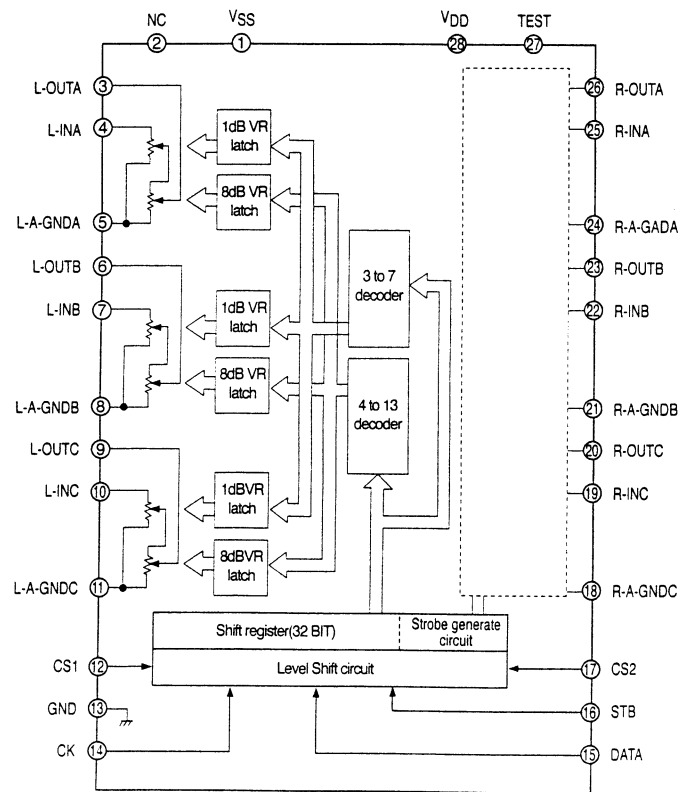 NC VSS VDD TEST
2 1 28 27
L-OUTA 3
L-INA 4
L-A-GNDA 5
L-OUTB 6
L-INB 7
L-A-GNDB 8
L-OUTC 9
L-INC 10
L-A-GNDC 11
CS1 12
GND 13
CK 14
1dB VR
latch
8dB VR
latch
1dB VR
latch
8dB VR
latch
1dBVR
latch
8dBVR
latch
3 to 7
decoder
4 to 13
decoder
Shift register(32 BIT)
Strobe generate
circuit
Level Shift circuit
26 R-OUTA
25 R-INA
24 R-A-GADA
23 R-OUTB
22 R-INB
21 R-A-GNDB
20 R-OUTC
19 R-INC
18 R-A-GNDC
17 CS2
16 STB
15 DATA